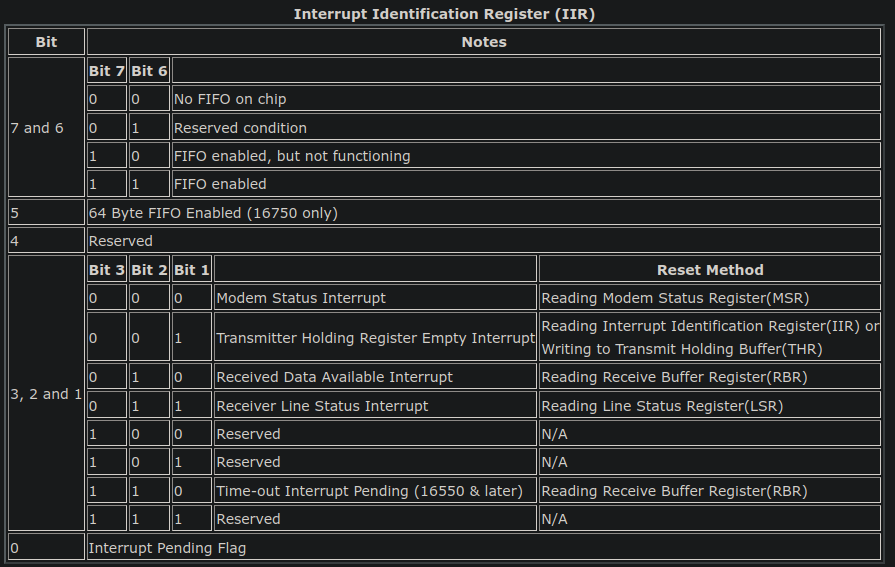 Interrupt Identification Register (IIR)
Bit Notes
7 and 6
Bit 7 Bit 6
0 0 No FIFO on chip
0 1 Reserved condition
1 0 FIFO enabled, but not functioning
1 1 FIFO enabled
5 64 Byte FIFO Enabled (16750 only)
4 Reserved
3, 2 and 1
Bit 3 Bit 2 Bit 1 Reset Method
0 0 0 Modem Status Interrupt Reading Modem Status Register(MSR)
0 0 1 Transmitter Holding Register Empty Interrupt Reading Interrupt Identification Register(IIR) or
Writing to Transmit Holding Buffer(THR)
0 1 0 Received Data Available Interrupt Reading Receive Buffer Register(RBR)
0 1 1 Receiver Line Status Interrupt Reading Line Status Register(LSR)
1 0 0 Reserved N/A
1 0 1 Reserved N/A
1 1 0 Time-out Interrupt Pending (16550 & later) Reading Receive Buffer Register(RBR)
1 1 1 Reserved N/A
0 Interrupt Pending Flag